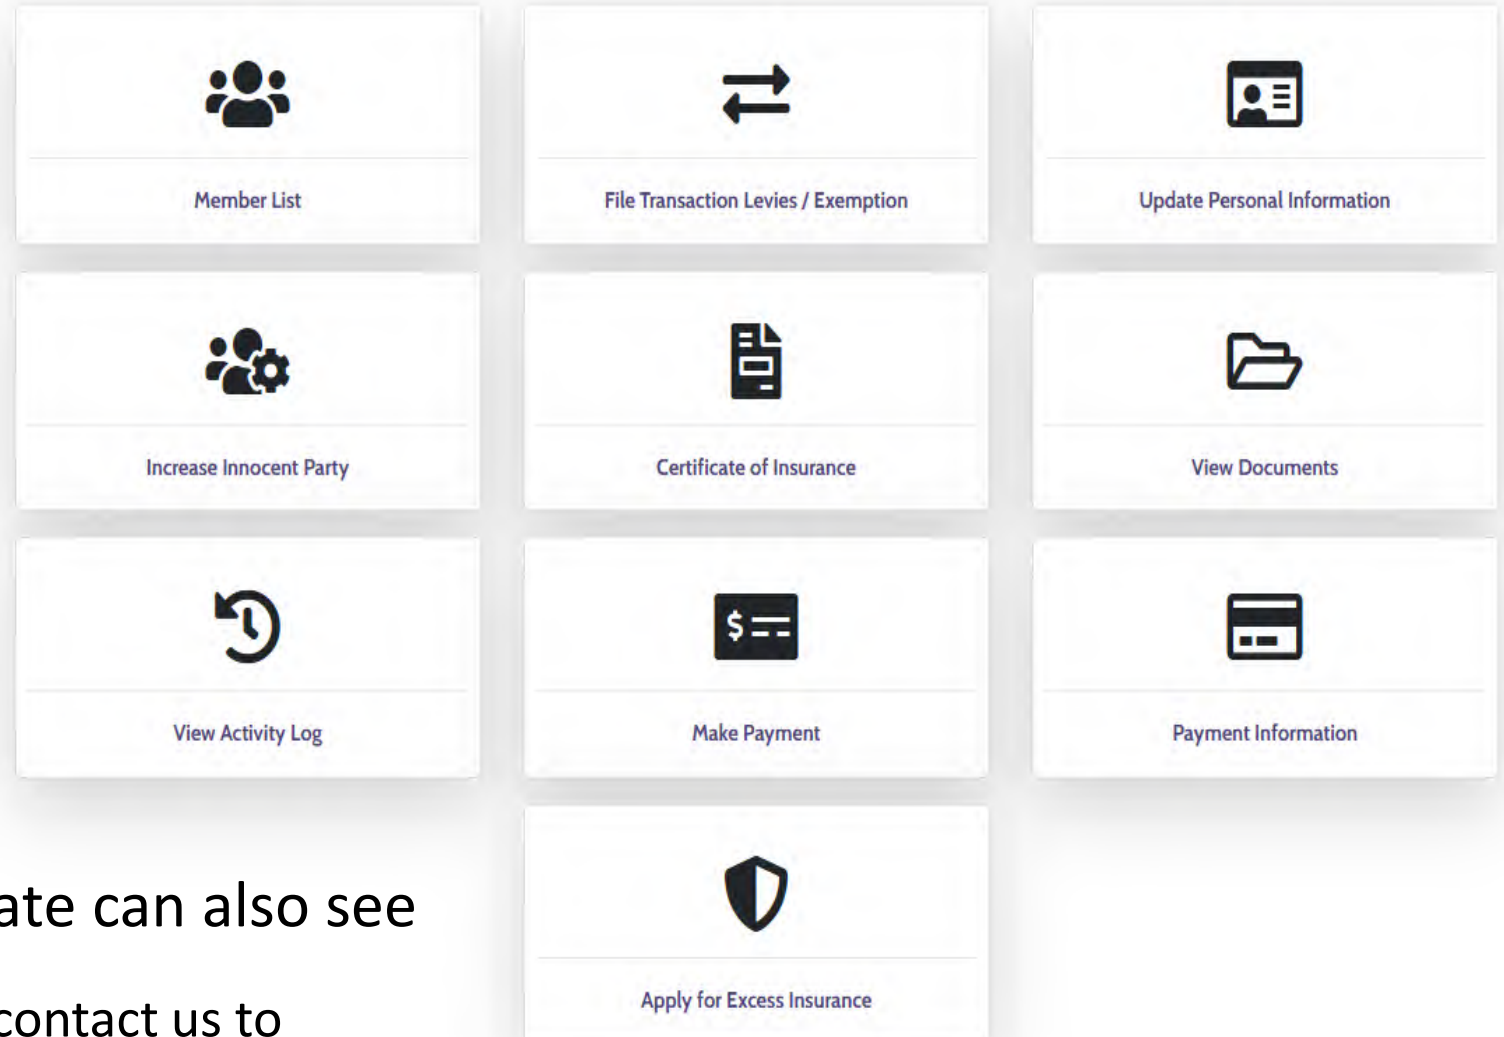 Member List
File Transaction Levies / Exemption
Update Personal Information
Increase Innocent Party
Certificate of Insurance
View Documents
View Activity Log
$
Make Payment
Payment Information
can also see
contact us to
Apply for Excess Insurance